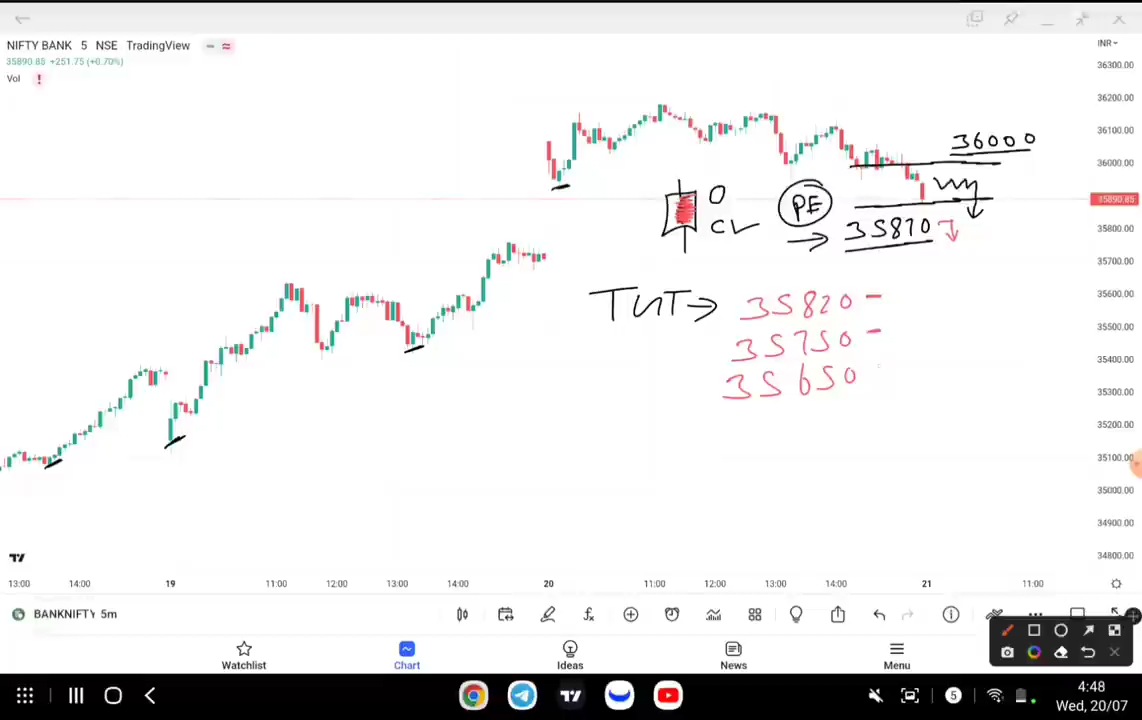 NIFTY BANK 5 NSE TradingView
35890.85 +251.75 (+0.70%)
Vol !
INR
36300.00
36200.00
36100.00
36000.00
35890.85
35800.00
35700.00
35600.00
35500.00
35400.00
35300.00
35200.00
35100.00
35000.00
34900.00
34800.00
36000
O
CL
PE
35870
TNT → 35820 -
35750 -
35650
13:00 14:00 19 11:00 12:00 13:00 14:00 20 11:00 12:00 13:00 14:00 21 11:00
BANKNIFTY 5m
Watchlist Chart Ideas News Menu
5
4:48
Wed, 20/07